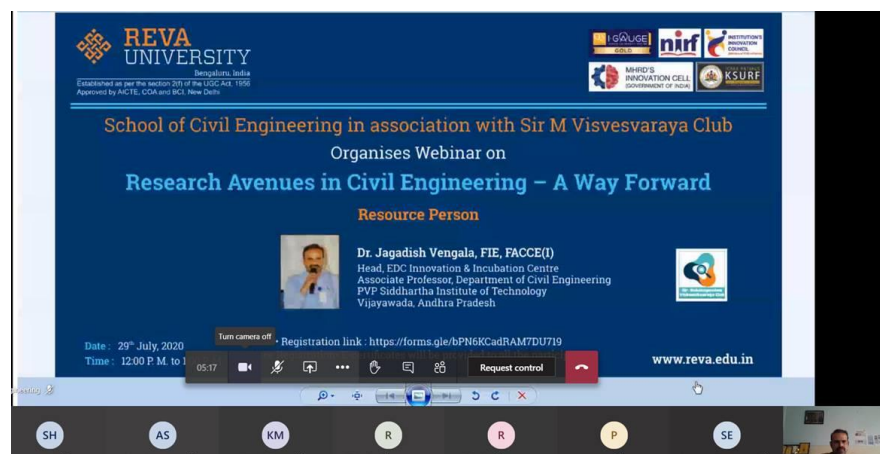 REVA
UNIVERSITY
Bengaluru, India
Established as per the section 2(f) of the UGC Act, 1956
Approved by AICTE, COA and BCI, New Delhi
I·GAUGE
GOLD
nirf
INSTITUTION'S
INNOVATION
COUNCIL
MHRD'S
INNOVATION CELL
(GOVERNMENT OF INDIA)
KSURF
School of Civil Engineering in association with Sir M Visvesvaraya Club
Organises Webinar on
Research Avenues in Civil Engineering – A Way Forward
Resource Person
Dr. Jagadish Vengala, FIE, FACCE(I)
Head, EDC Innovation & Incubation Centre
Associate Professor, Department of Civil Engineering
PVP Siddhartha Institute of Technology
Vijayawada, Andhra Pradesh
Turn camera off
Registration link : https://forms.gle/bPN6KCadRAM7DU719
Date : 29th July, 2020
Time : 12:00 P. M. to
05:17
Request control
www.reva.edu.in
SH
AS
KM
R
R
P
SE